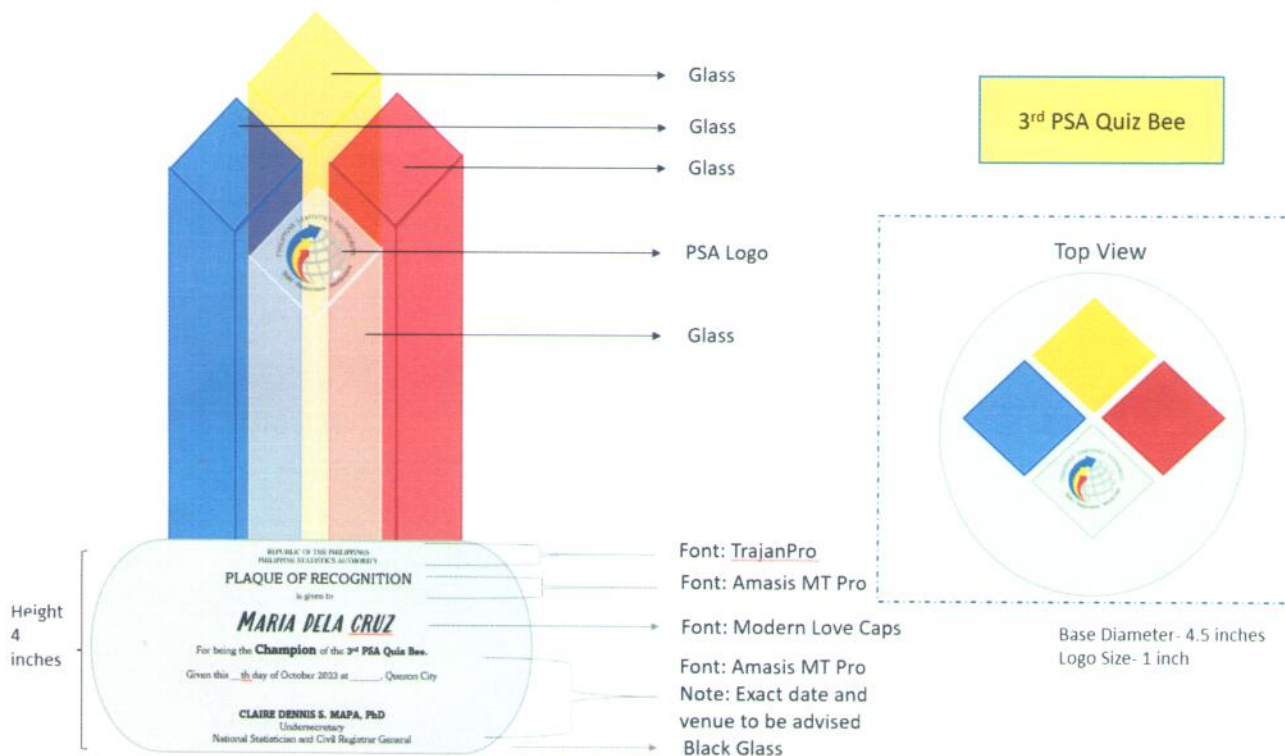 Glass
Glass
Glass
PSA Logo
Glass
3rd PSA Quiz Bee
Top View
Base Diameter- 4.5 inches
Logo Size- 1 inch
Height
4
inches
REPUBLIC OF THE PHILIPPINES
PHILIPPINE STATISTICS AUTHORITY
PLAQUE OF RECOGNITION
is given to
MARIA DELA CRUZ
For being the Champion of the 3rd PSA Quiz Bee.
Given this __th day of October 2023 at ______, Quezon City
CLAIRE DENNIS S. MAPA, PhD
Undersecretary
National Statistician and Civil Registrar General
Font: TrajanPro
Font: Amasis MT Pro
Font: Modern Love Caps
Font: Amasis MT Pro
Note: Exact date and
venue to be advised
Black Glass